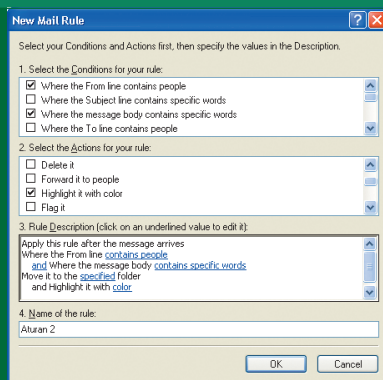 New Mail Rule
Select your Conditions and Actions first, then specify the values in the Description.
1. Select the Conditions for your rule:
Where the From line contains people
Where the Subject line contains specific words
Where the message body contains specific words
Where the To line contains people
2. Select the Actions for your rule:
Delete it
Forward it to people
Highlight it with color
Flag it
3. Rule Description (click on an underlined value to edit it):
Apply this rule after the message arrives
Where the From line contains people
and Where the message body contains specific words
Move it to the specified folder
and Highlight it with color
4. Name of the rule:
Aturan 2
OK Cancel